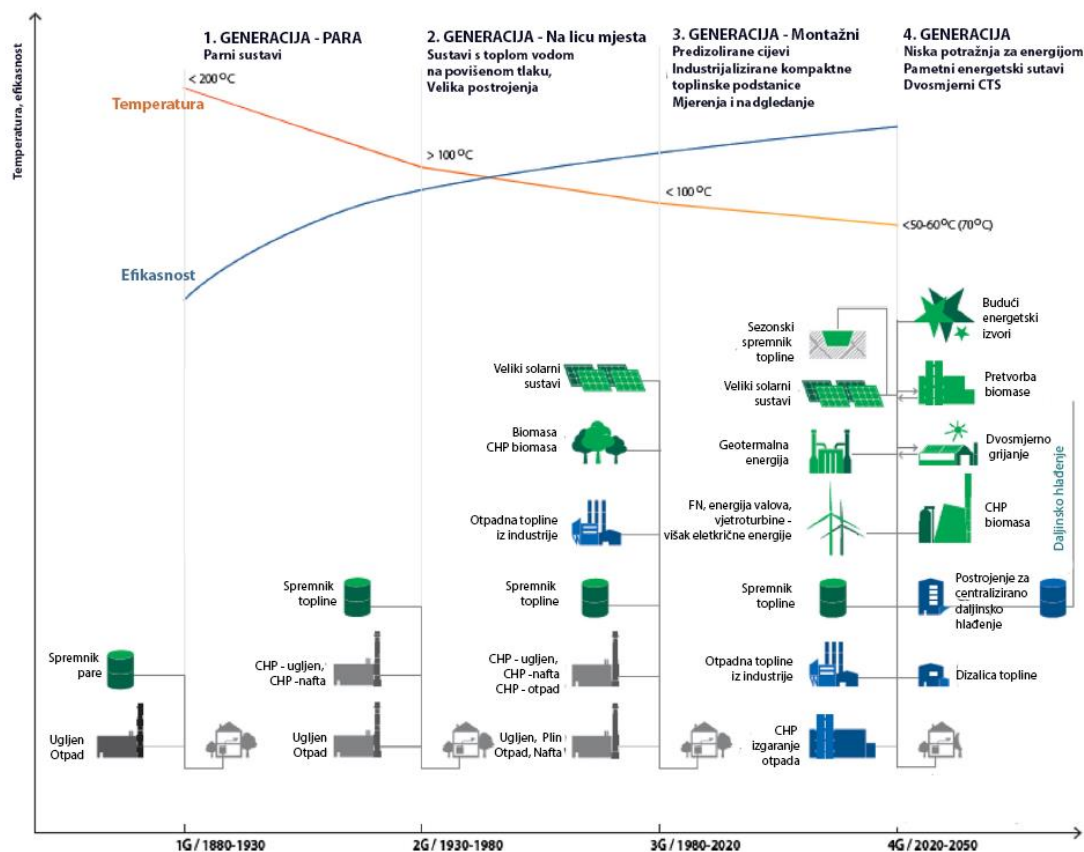 Temperatura, efikasnost
1. GENERACIJA - PARA
Parni sustavi
2. GENERACIJA - Na licu mjesta
Sustavi s toplom vodom
na povišenom tlaku,
Velika postrojenja
3. GENERACIJA - Montažni
Predizolirane cijevi
Industrijalizirane kompaktne
toplinske podstanice
Mjerenja i nadgledanje
4. GENERACIJA
Niska potražnja za energijom
Pametni energetski sutavi
Dvosmjerni CTS
Temperatura
< 200°C
> 100°C
< 100°C
<50-60°C (70°C)
Efikasnost
Spremnik
pare
Ugljen
Otpad
Spremnik
topline
CHP - ugljen,
CHP -nafta
Ugljen
Otpad
Veliki solarni
sustavi
Biomasa
CHP biomasa
Otpadna topline
iz industrije
Spremnik
topline
CHP - ugljen,
CHP -nafta
CHP - otpad
Ugljen, Plin
Otpad, Nafta
Sezonski
spremnik
topline
Veliki solarni
sustavi
Geotermalna
energija
FN, energija valova,
vjetroturbine -
višak eletkrične energije
Spremnik
topline
Otpadna topline
iz industrije
CHP
izgaranje
otpada
Budući
energetski
izvori
Pretvorba
biomase
Dvosmjerno
grijanje
CHP
biomasa
Postrojenje za
centralizirano
daljinsko
hlađenje
Dizalica topline
Daljinsko hlađenje
1G / 1880-1930
2G / 1930-1980
3G / 1980-2020
4G / 2020-2050